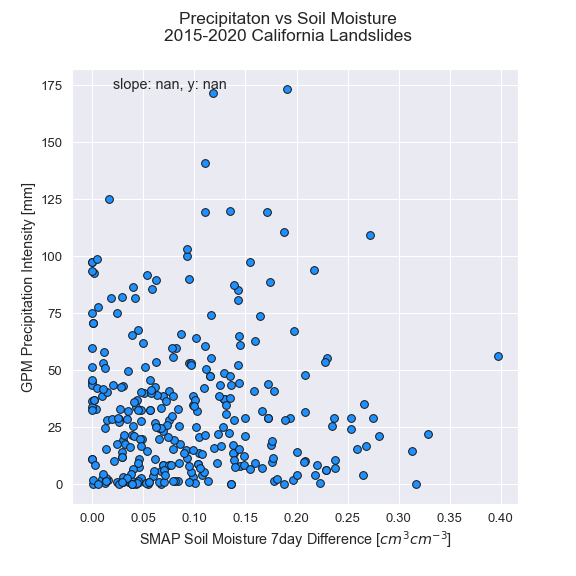 Precipitaton vs Soil Moisture
2015-2020 California Landslides
slope: nan, y: nan
GPM Precipitation Intensity [mm]
175
150
125
100
75
50
25
0
0.00 0.05 0.10 0.15 0.20 0.25 0.30 0.35 0.40
SMAP Soil Moisture 7day Difference [cm³cm⁻³]